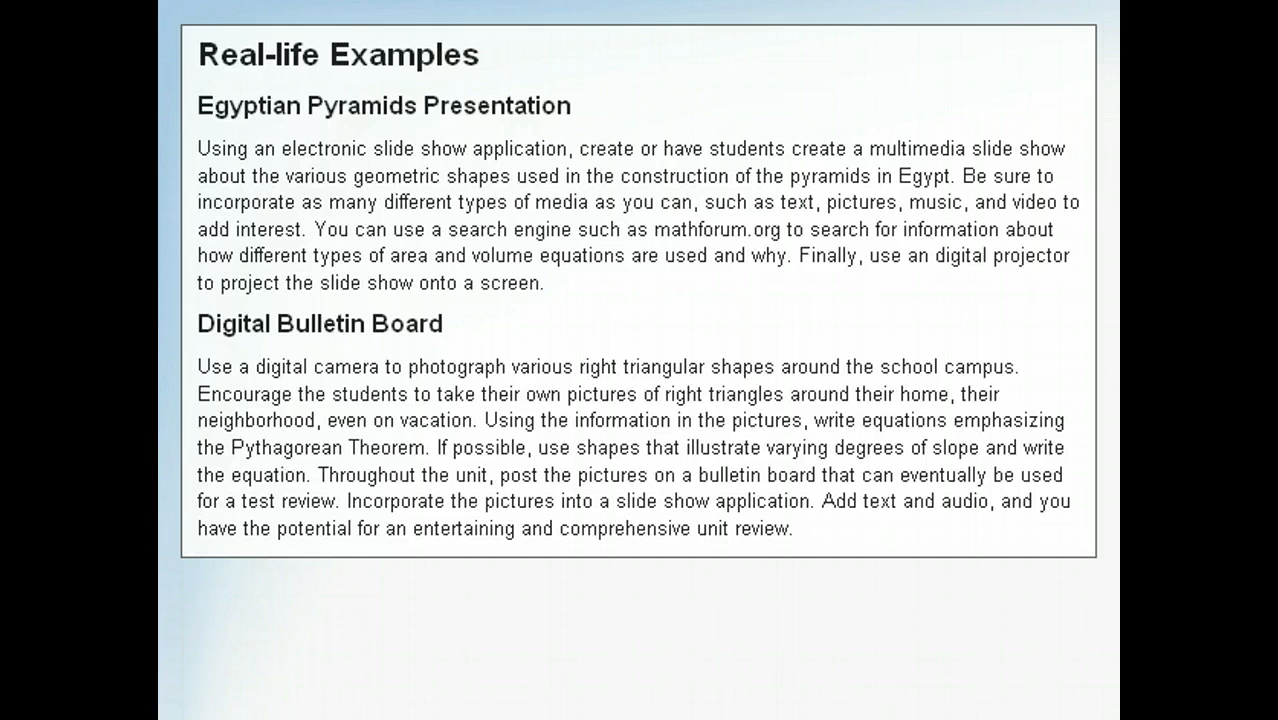 Real-life Examples
Egyptian Pyramids Presentation
Using an electronic slide show application, create or have students create a multimedia slide show
about the various geometric shapes used in the construction of the pyramids in Egypt. Be sure to
incorporate as many different types of media as you can, such as text, pictures, music, and video to
add interest. You can use a search engine such as mathforum.org to search for information about
how different types of area and volume equations are used and why. Finally, use an digital projector
to project the slide show onto a screen.
Digital Bulletin Board
Use a digital camera to photograph various right triangular shapes around the school campus.
Encourage the students to take their own pictures of right triangles around their home, their
neighborhood, even on vacation. Using the information in the pictures, write equations emphasizing
the Pythagorean Theorem. If possible, use shapes that illustrate varying degrees of slope and write
the equation. Throughout the unit, post the pictures on a bulletin board that can eventually be used
for a test review. Incorporate the pictures into a slide show application. Add text and audio, and you
have the potential for an entertaining and comprehensive unit review.